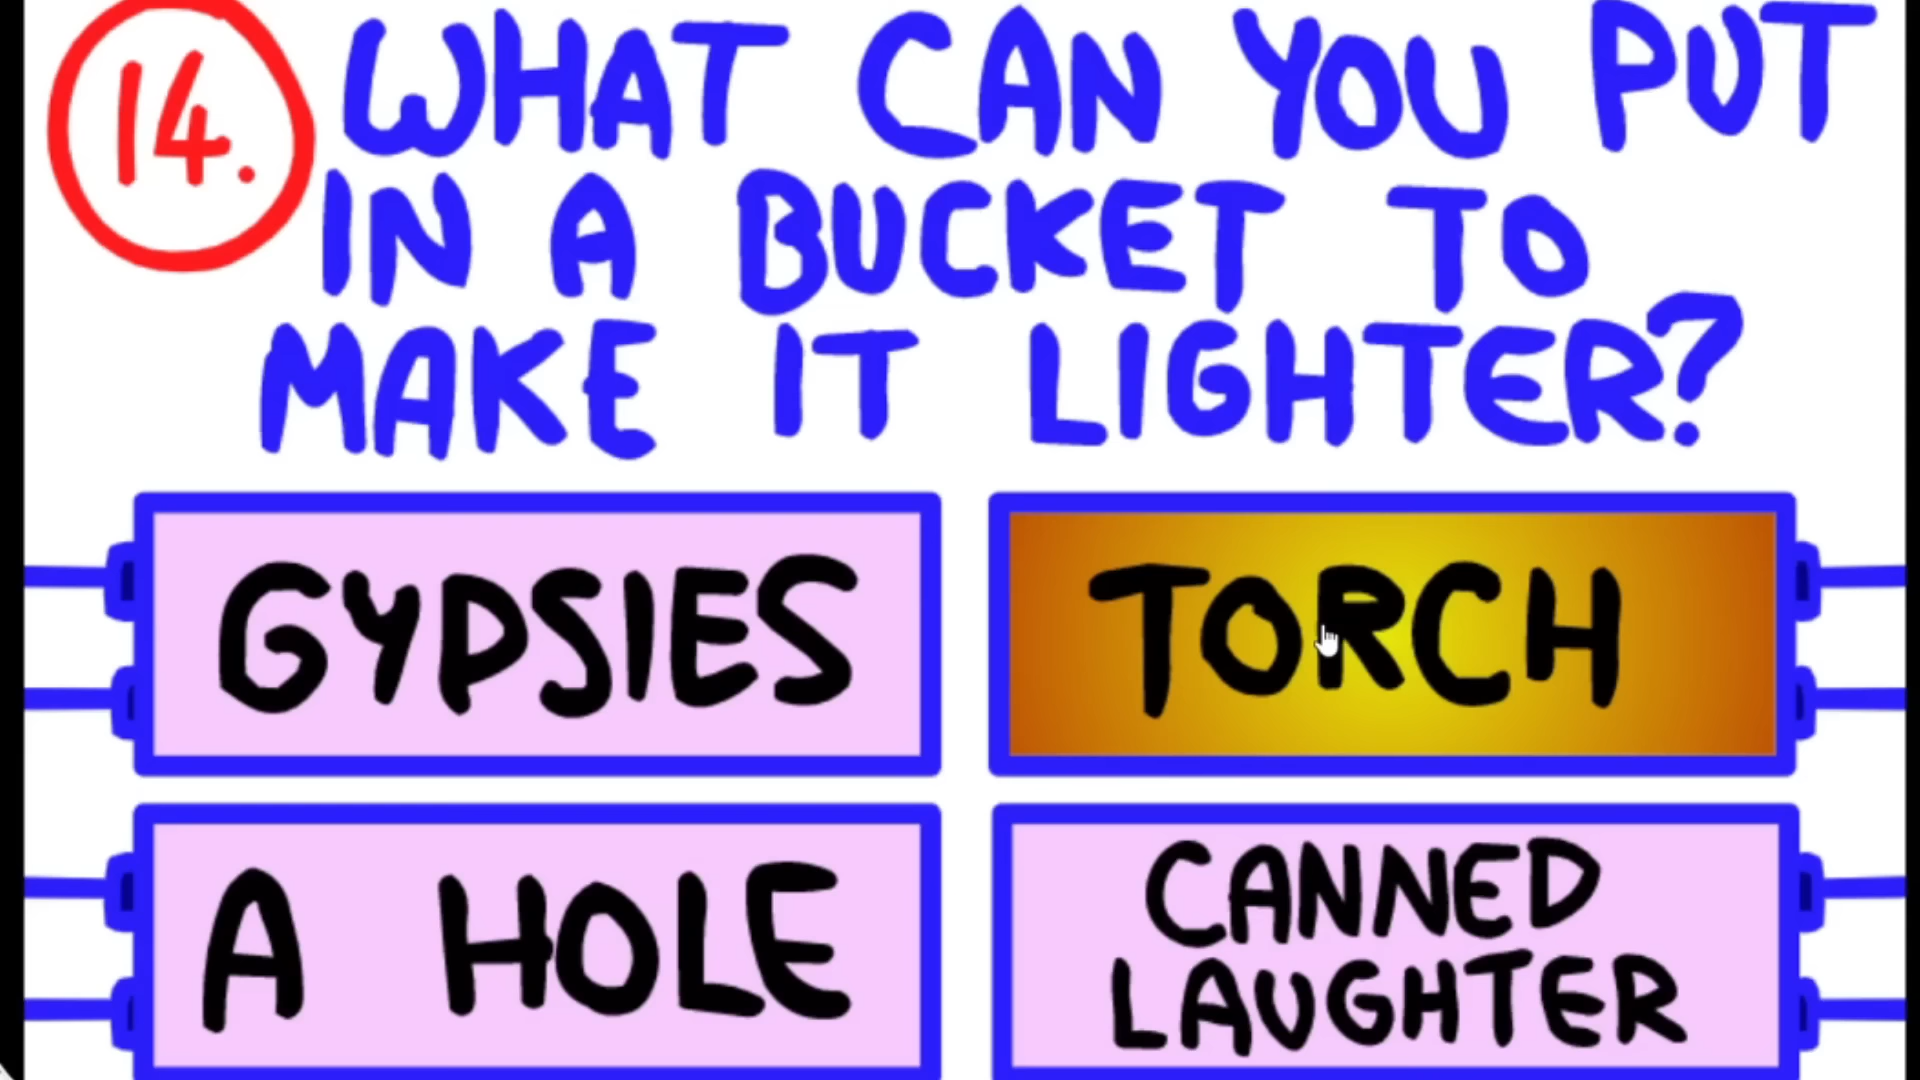 14. WHAT CAN YOU PUT
IN A BUCKET TO
MAKE IT LIGHTER?
GYPSIES
TORCH
A HOLE
CANNED
LAUGHTER